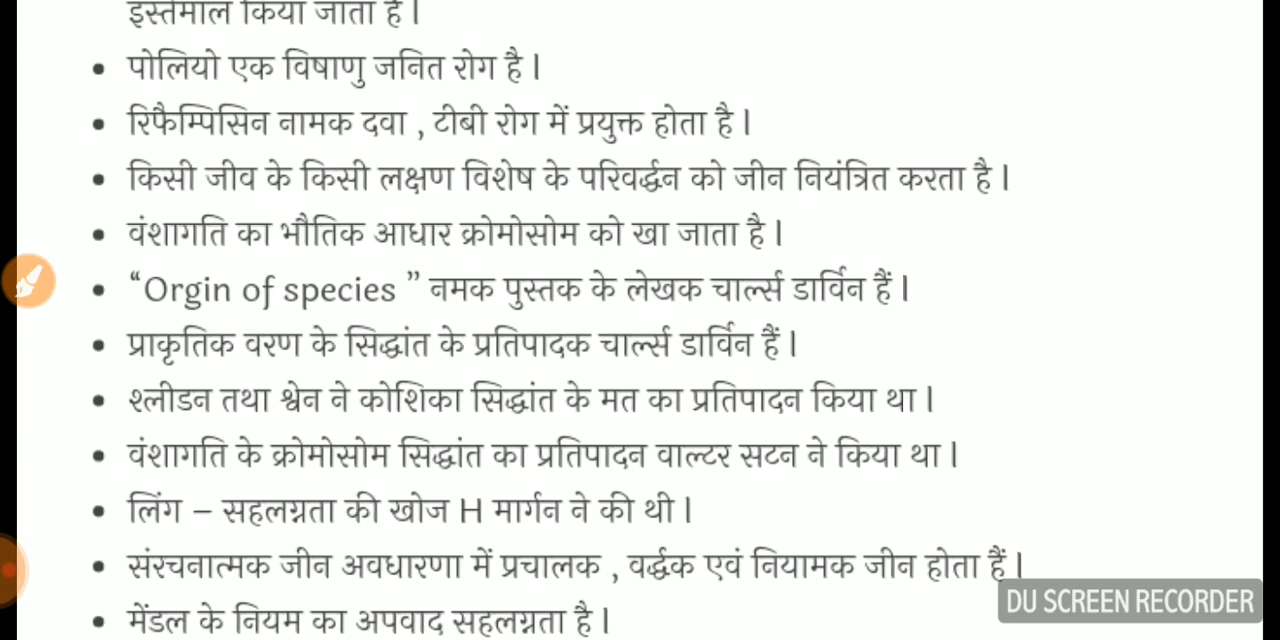 इस्तेमाल किया जाता है |
• पोलियो एक विषाणु जनित रोग है |
• रिफैम्पिसिन नामक दवा , टीबी रोग में प्रयुक्त होता है |
• किसी जीव के किसी लक्षण विशेष के परिवर्द्धन को जीन नियंत्रित करता है |
• वंशागति का भौतिक आधार क्रोमोसोम को खा जाता है |
• “Orgin of species ” नमक पुस्तक के लेखक चार्ल्स डार्विन हैं |
• प्राकृतिक वरण के सिद्धांत के प्रतिपादक चार्ल्स डार्विन हैं |
• श्लीडन तथा श्वेन ने कोशिका सिद्धांत के मत का प्रतिपादन किया था |
• वंशागति के क्रोमोसोम सिद्धांत का प्रतिपादन वाल्टर सटन ने किया था |
• लिंग – सहलग्नता की खोज H मार्गन ने की थी |
• संरचनात्मक जीन अवधारणा में प्रचालक , वर्द्धक एवं नियामक जीन होता हैं |
DU SCREEN RECORDER
• मेंडल के नियम का अपवाद सहलग्नता है |